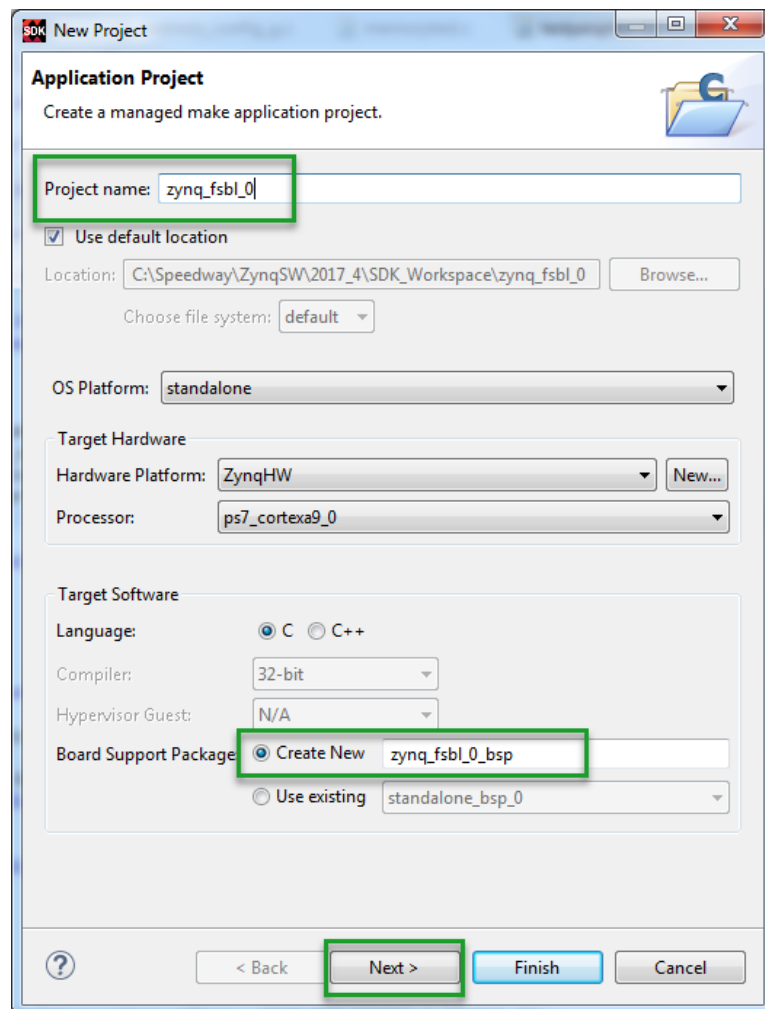 SDK New Project
Application Project
Create a managed make application project.
C
Project name: zynq_fsbl_0
Use default location
Location: C:\Speedway\ZynqSW\2017_4\SDK_Workspace\zynq_fsbl_0 Browse...
Choose file system: default
OS Platform: standalone
Target Hardware
Hardware Platform: ZynqHW New...
Processor: ps7_cortexa9_0
Target Software
Language: C C++
Compiler: 32-bit
Hypervisor Guest: N/A
Board Support Package: Create New zynq_fsbl_0_bsp
Use existing standalone_bsp_0
? < Back Next > Finish Cancel